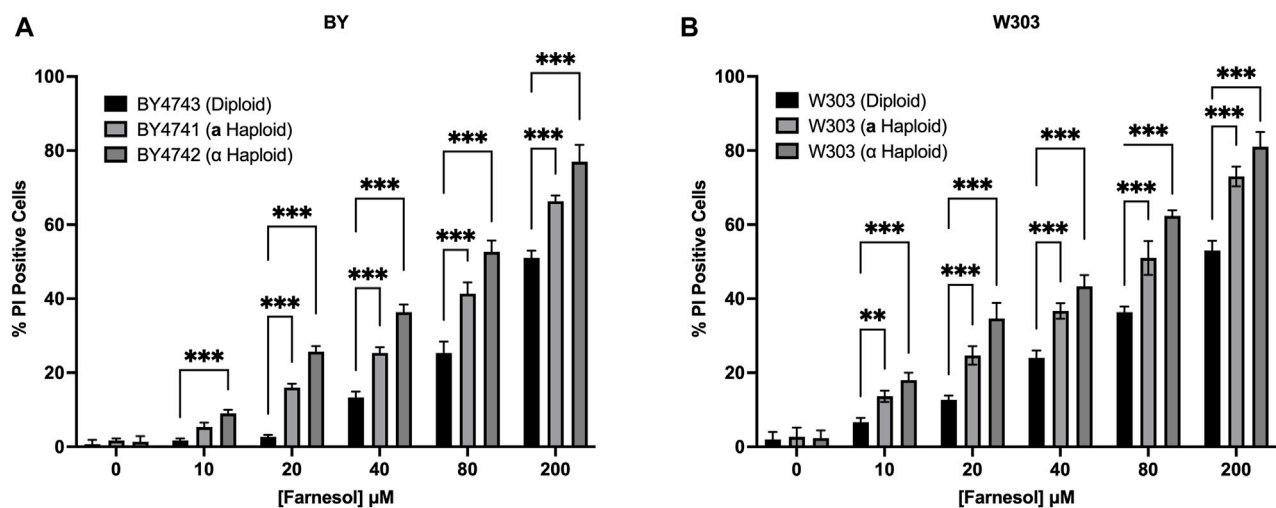 A
BY
% PI Positive Cells
100
80
60
40
20
0
BY4743 (Diploid)
BY4741 (a Haploid)
BY4742 (α Haploid)
***
***
***
***
***
***
***
***
***
0 10 20 40 80 200
[Farnesol] µM
B
W303
% PI Positive Cells
100
80
60
40
20
0
W303 (Diploid)
W303 (a Haploid)
W303 (α Haploid)
**
***
***
***
***
***
***
***
***
***
0 10 20 40 80 200
[Farnesol] µM